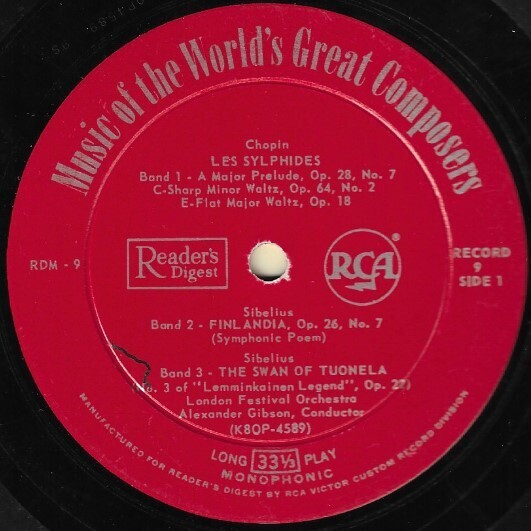 Music of the World's Great Composers
Chopin
LES SYLPHIDES
Band 1 - A Major Prelude, Op. 28, No. 7
C-Sharp Minor Waltz, Op. 64, No. 2
E-Flat Major Waltz, Op. 18
RDM - 9
Reader's
Digest
RCA
RECORD
9
SIDE 1
Sibelius
Band 2 - FINLANDIA, Op. 26, No. 7
(Symphonic Poem)
Sibelius
Band 3 - THE SWAN OF TUONELA
(No. 3 of "Lemminkainen Legend", Op. 27)
London Festival Orchestra
Alexander Gibson, Conductor
(K8OP-4589)
LONG 33⅓ PLAY
MONOPHONIC
MANUFACTURED FOR READER'S DIGEST BY RCA VICTOR CUSTOM RECORD DIVISION